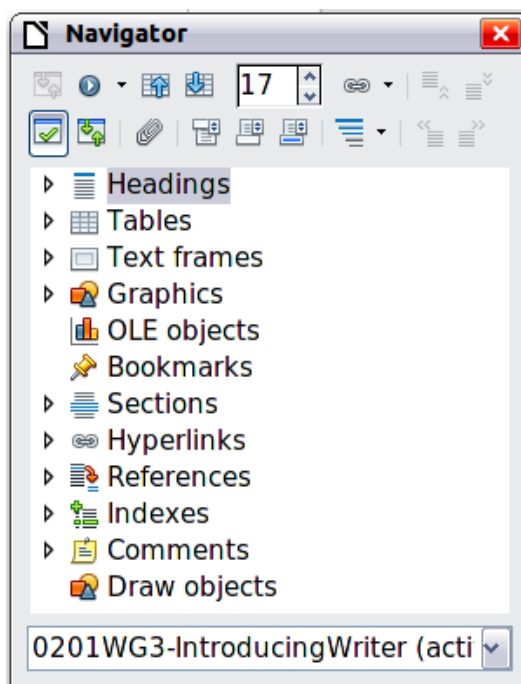 Navigator
17
Headings
Tables
Text frames
Graphics
OLE objects
Bookmarks
Sections
Hyperlinks
References
Indexes
Comments
Draw objects
0201WG3-IntroducingWriter (acti